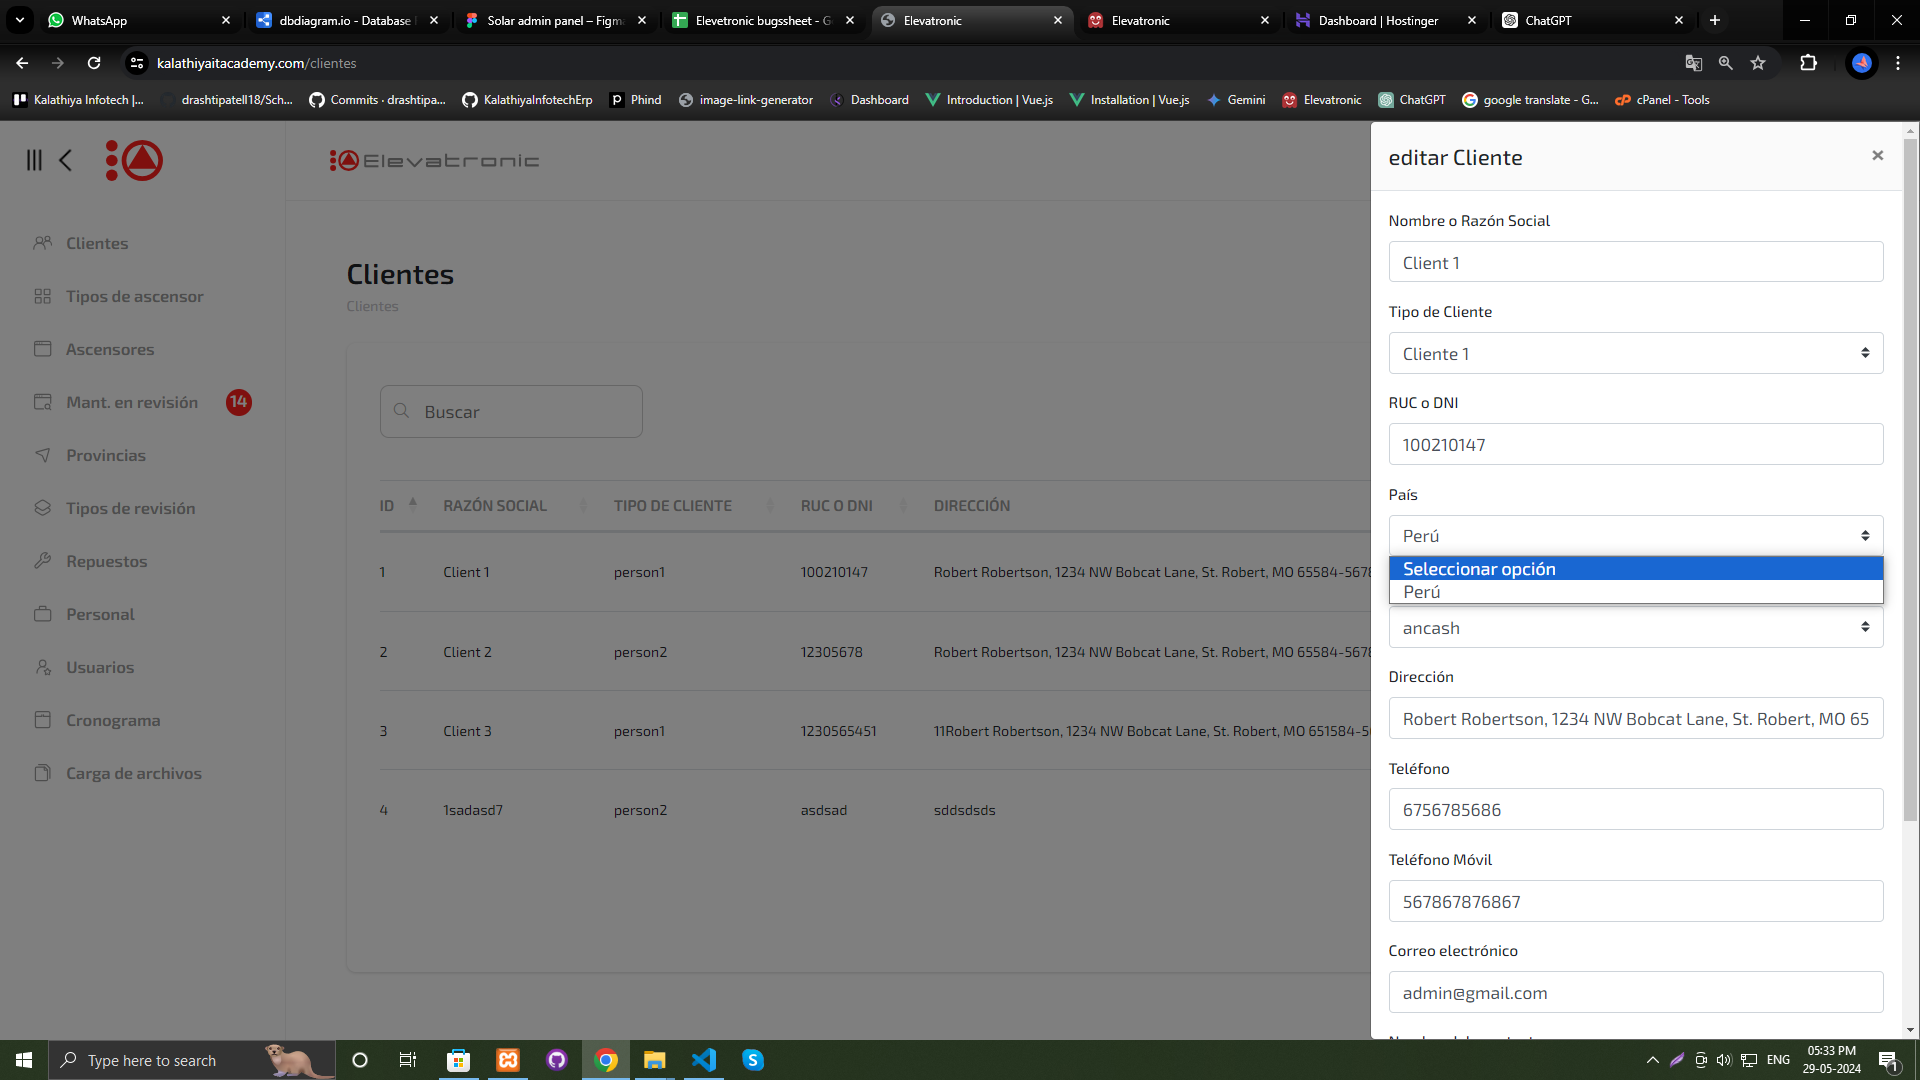 WhatsApp
dbdiagram.io - Database
Solar admin panel – Figma
Elevetronic bugssheet - G
Elevatronic
Elevatronic
Dashboard | Hostinger
ChatGPT
kalathiyaitacademy.com/clientes
Kalathiya Infotech |...
drashtipatel18/Sch...
Commits · drashtipa...
KalathiyaInfotechErp
Phind
image-link-generator
Dashboard
Introduction | Vue.js
Installation | Vue.js
Gemini
Elevatronic
ChatGPT
google translate - G...
cPanel - Tools
Elevatronic
Clientes
Tipos de ascensor
Ascensores
Mant. en revisión 14
Provincias
Tipos de revisión
Repuestos
Personal
Usuarios
Cronograma
Carga de archivos
Clientes
Clientes
Buscar
ID RAZÓN SOCIAL TIPO DE CLIENTE RUC O DNI DIRECCIÓN
1 Client 1 person1 100210147 Robert Robertson, 1234 NW Bobcat Lane, St. Robert, MO 65584-5678
2 Client 2 person2 12305678 Robert Robertson, 1234 NW Bobcat Lane, St. Robert, MO 65584-5678
3 Client 3 person1 1230565451 11Robert Robertson, 1234 NW Bobcat Lane, St. Robert, MO 651584-5
4 1sadasd7 person2 asdsad sddsdsds
editar Cliente
Nombre o Razón Social
Client 1
Tipo de Cliente
Cliente 1
RUC o DNI
100210147
País
Perú
Seleccionar opción
Perú
ancash
Dirección
Robert Robertson, 1234 NW Bobcat Lane, St. Robert, MO 65
Teléfono
6756785686
Teléfono Móvil
567867876867
Correo electrónico
admin@gmail.com
Type here to search
ENG
05:33 PM
29-05-2024
1